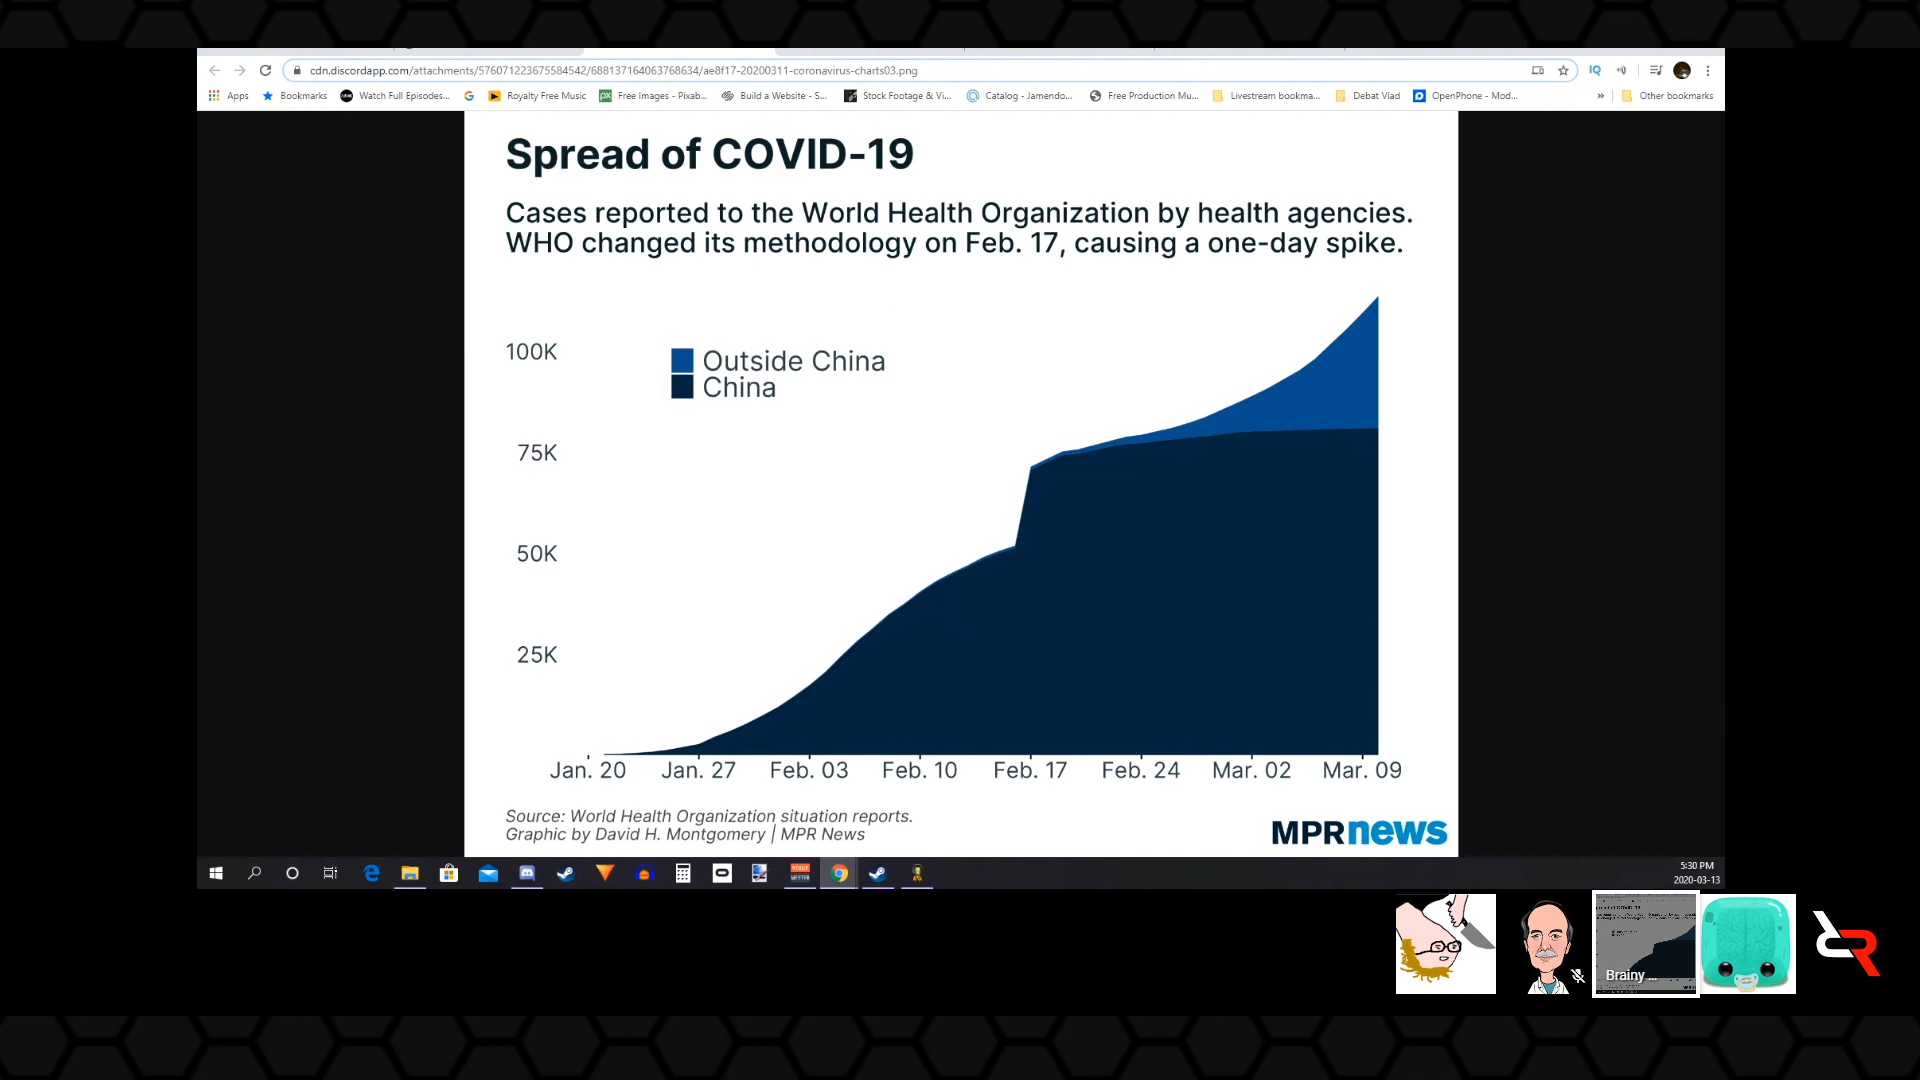 cdn.discordapp.com/attachments/576071223675584542/688137164063768634/ae8f17-20200311-coronavirus-charts03.png
Apps Bookmarks Watch Full Episodes... Royalty Free Music Free Images - Pixab... Build a Website - S... Stock Footage & Vi... Catalog - Jamendo... Free Production Mu... Livestream bookma... Debat Vlad OpenPhone - Mod... » Other bookmarks
Spread of COVID-19
Cases reported to the World Health Organization by health agencies.
WHO changed its methodology on Feb. 17, causing a one-day spike.
100K
Outside China
China
75K
50K
25K
Jan. 20 Jan. 27 Feb. 03 Feb. 10 Feb. 17 Feb. 24 Mar. 02 Mar. 09
Source: World Health Organization situation reports.
Graphic by David H. Montgomery | MPR News
MPRnews
5:30 PM
2020-03-13
Brainy ...